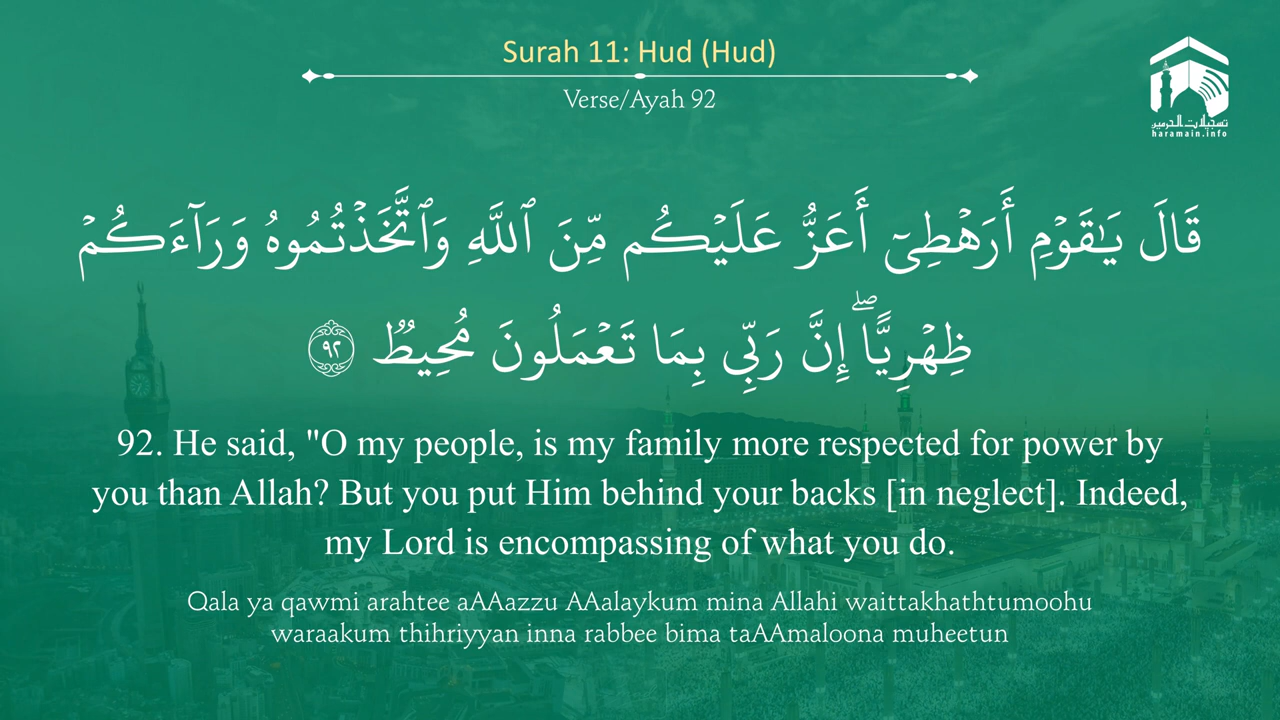 Surah 11: Hud (Hud)
Verse/Ayah 92
تسجيلات الحرمين
haramain.info
قَالَ يَـٰقَوْمِ أَرَهْطِىٓ أَعَزُّ عَلَيْكُم مِّنَ ٱللَّهِ وَٱتَّخَذْتُمُوهُ وَرَآءَكُمْ
ظِهْرِيًّا ۖ إِنَّ رَبِّى بِمَا تَعْمَلُونَ مُحِيطٌ ٩٢
92. He said, "O my people, is my family more respected for power by
you than Allah? But you put Him behind your backs [in neglect]. Indeed,
my Lord is encompassing of what you do.
Qala ya qawmi arahtee aAAazzu AAalaykum mina Allahi waittakhathtumoohu
waraakum thihriyyan inna rabbee bima taAAmaloona muheetun